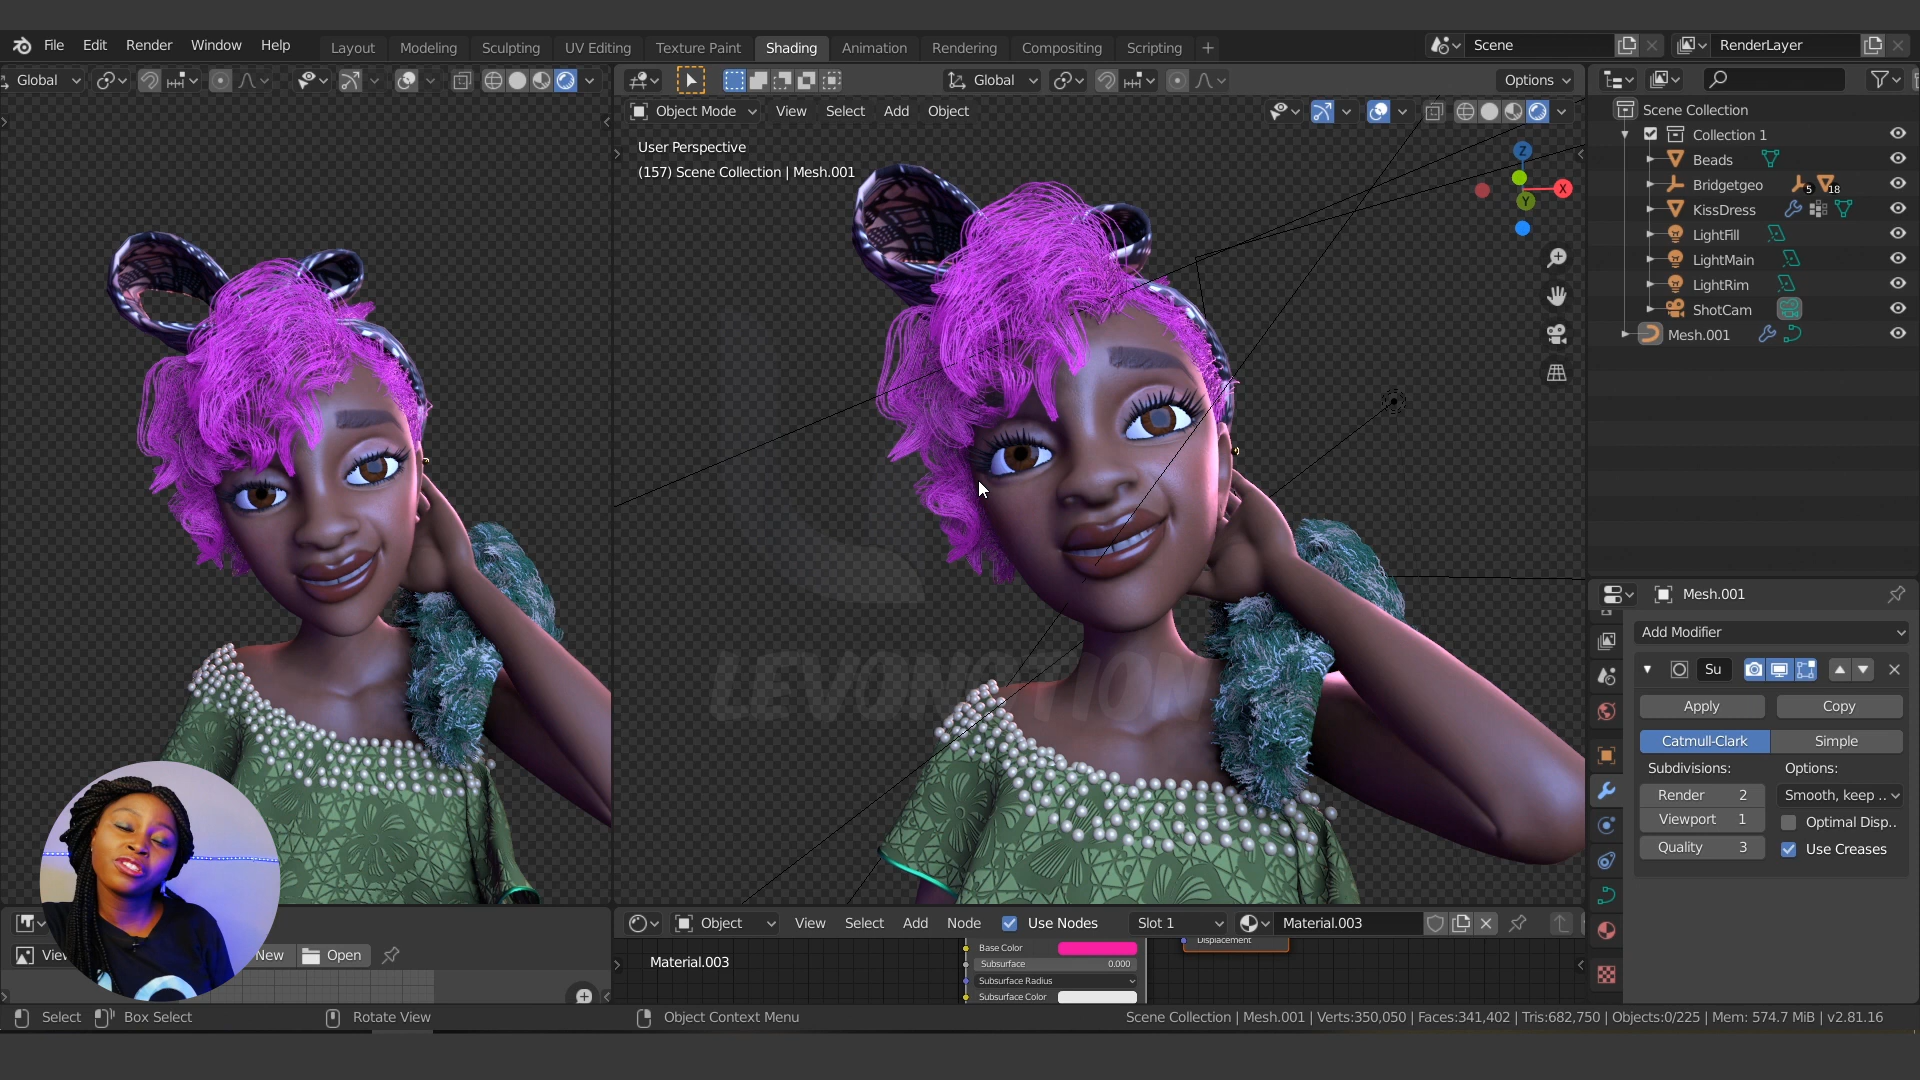 File Edit Render Window Help
Layout Modeling Sculpting UV Editing Texture Paint Shading Animation Rendering Compositing Scripting +
Scene
RenderLayer
Global
Global
Options
Object Mode View Select Add Object
User Perspective
(157) Scene Collection | Mesh.001
Z
X
Y
Scene Collection
Collection 1
Beads
Bridgetgeo 5 18
KissDress
LightFill
LightMain
LightRim
ShotCam
Mesh.001
Mesh.001
Add Modifier
Su
Apply Copy
Catmull-Clark Simple
Subdivisions: Options:
Render 2 Smooth, keep ..
Viewport 1 Optimal Disp..
Quality 3 Use Creases
Object View Select Add Node Use Nodes Slot 1 Material.003
Displacement
Base Color
Subsurface 0.000
Subsurface Radius
Subsurface Color
Material.003
New Open
Select Box Select Rotate View Object Context Menu
Scene Collection | Mesh.001 | Verts:350,050 | Faces:341,402 | Tris:682,750 | Objects:0/225 | Mem: 574.7 MiB | v2.81.16